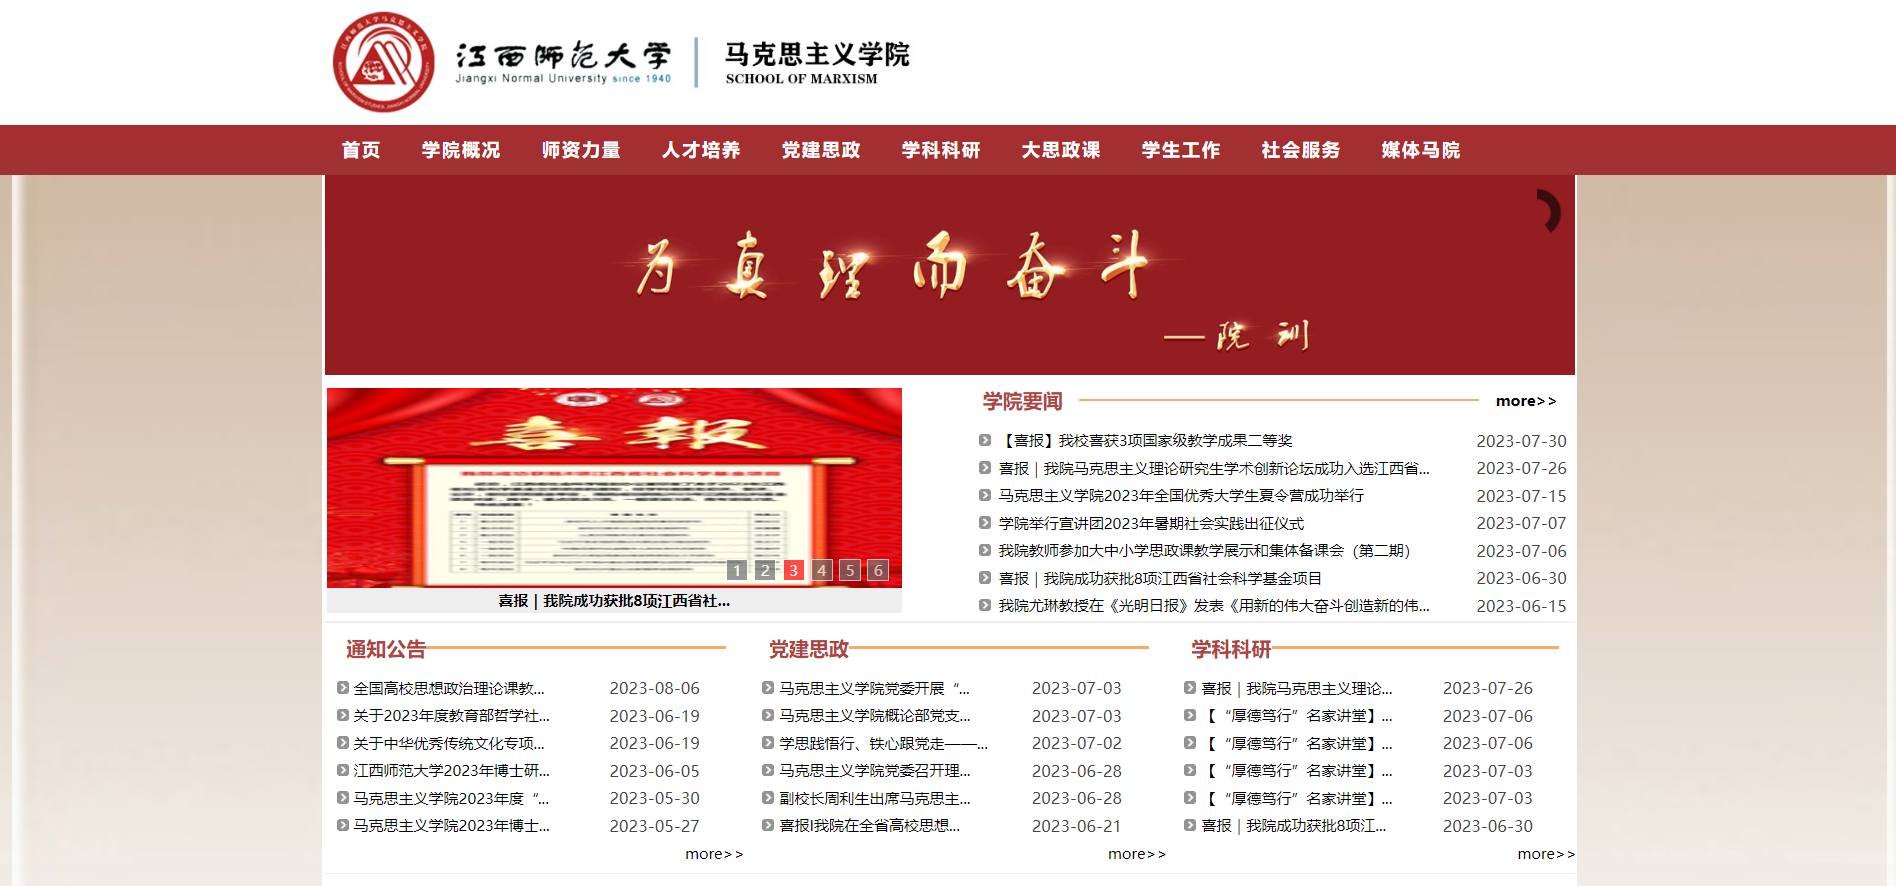 江西师范大学
Jiangxi Normal University since 1940
马克思主义学院
SCHOOL OF MARXISM
首页 学院概况 师资力量 人才培养 党建思政 学科科研 大思政课 学生工作 社会服务 媒体马院
为真理而奋斗
——院训
喜報
1 2 3 4 5 6
喜报 | 我院成功获批8项江西省社...
学院要闻 more>>
【喜报】我校喜获3项国家级教学成果二等奖 2023-07-30
喜报 | 我院马克思主义理论研究生学术创新论坛成功入选江西省... 2023-07-26
马克思主义学院2023年全国优秀大学生夏令营成功举行 2023-07-15
学院举行宣讲团2023年暑期社会实践出征仪式 2023-07-07
我院教师参加大中小学思政课教学展示和集体备课会（第二期） 2023-07-06
喜报 | 我院成功获批8项江西省社会科学基金项目 2023-06-30
我院尤琳教授在《光明日报》发表《用新的伟大奋斗创造新的伟... 2023-06-15
通知公告
全国高校思想政治理论课教... 2023-08-06
关于2023年度教育部哲学社... 2023-06-19
关于中华优秀传统文化专项... 2023-06-19
江西师范大学2023年博士研... 2023-06-05
马克思主义学院2023年度“... 2023-05-30
马克思主义学院2023年博士... 2023-05-27
more>>
党建思政
马克思主义学院党委开展“... 2023-07-03
马克思主义学院概论部党支... 2023-07-03
学思践悟行、铁心跟党走——... 2023-07-02
马克思主义学院党委召开理... 2023-06-28
副校长周利生出席马克思主... 2023-06-28
喜报I我院在全省高校思想... 2023-06-21
more>>
学科科研
喜报 | 我院马克思主义理论... 2023-07-26
【“厚德笃行”名家讲堂】... 2023-07-06
【“厚德笃行”名家讲堂】... 2023-07-06
【“厚德笃行”名家讲堂】... 2023-07-03
【“厚德笃行”名家讲堂】... 2023-07-03
喜报 | 我院成功获批8项江... 2023-06-30
more>>